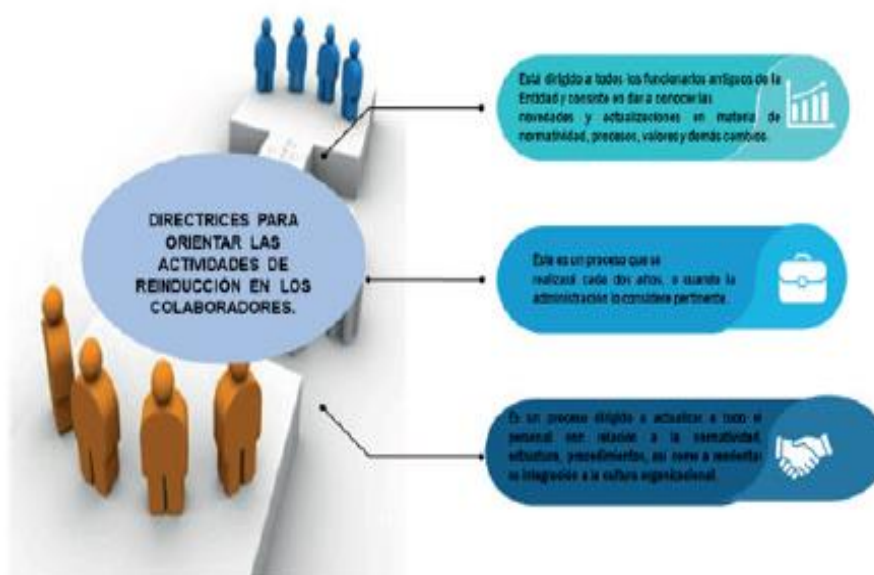 DIRECTRICES PARA
ORIENTAR LAS
ACTIVIDADES DE
REINDUCCIÓN EN LOS
COLABORADORES.
Está dirigido a todos los funcionarios antiguos de la
Entidad y consiste en dar a conocer las
novedades y actualizaciones en materia de
normatividad, procesos, valores y demás cambios.
Este es un proceso que se
realizará cada dos años, o cuando la
administración lo considere pertinente.
Es un proceso dirigido a actualizar a todo el
personal con relación a la normatividad,
estructura, procedimientos, así como a reorientar
su integración a la cultura organizacional.